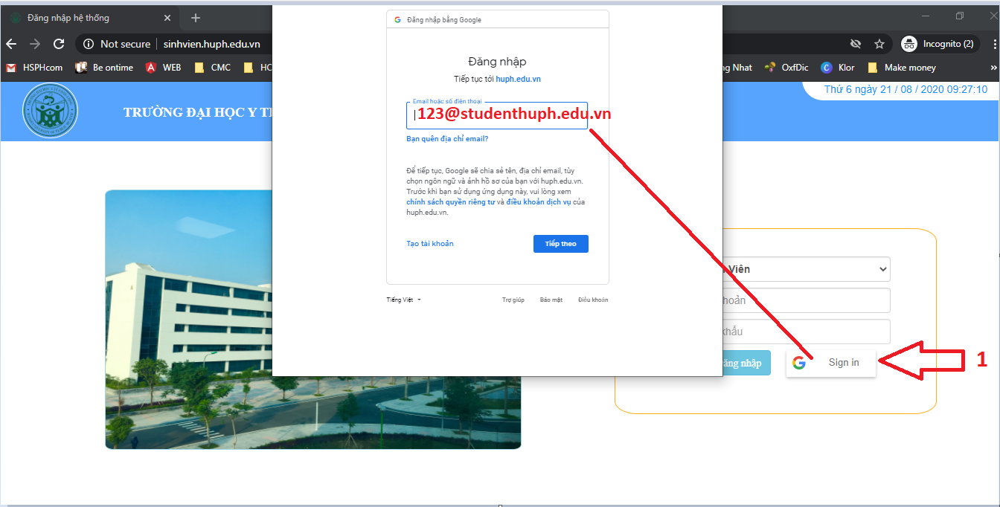 Đăng nhập hệ thống
Not secure
sinhvien.huph.edu.vn
Incognito (2)
HSPHcom
Be ontime
WEB
CMC
HC
ng Nhat
OxfDic
Klor
Make money
»
TRƯỜNG ĐẠI HỌC Y T
Thứ 6 ngày 21 / 08 / 2020 09:27:10
Đăng nhập bằng Google
Đăng nhập
Tiếp tục tới huph.edu.vn
Email hoặc số điện thoại
123@studenthuph.edu.vn
Bạn quên địa chỉ email?
Để tiếp tục, Google sẽ chia sẻ tên, địa chỉ email, tùy
chọn ngôn ngữ và ảnh hồ sơ của bạn với huph.edu.vn.
Trước khi bạn sử dụng ứng dụng này, vui lòng xem
chính sách quyền riêng tư và điều khoản dịch vụ của
huph.edu.vn.
Tạo tài khoản
Tiếp theo
Tiếng Việt
Trợ giúp
Bảo mật
Điều khoản
Viên
hoản
khẩu
ăng nhập
Sign in
1